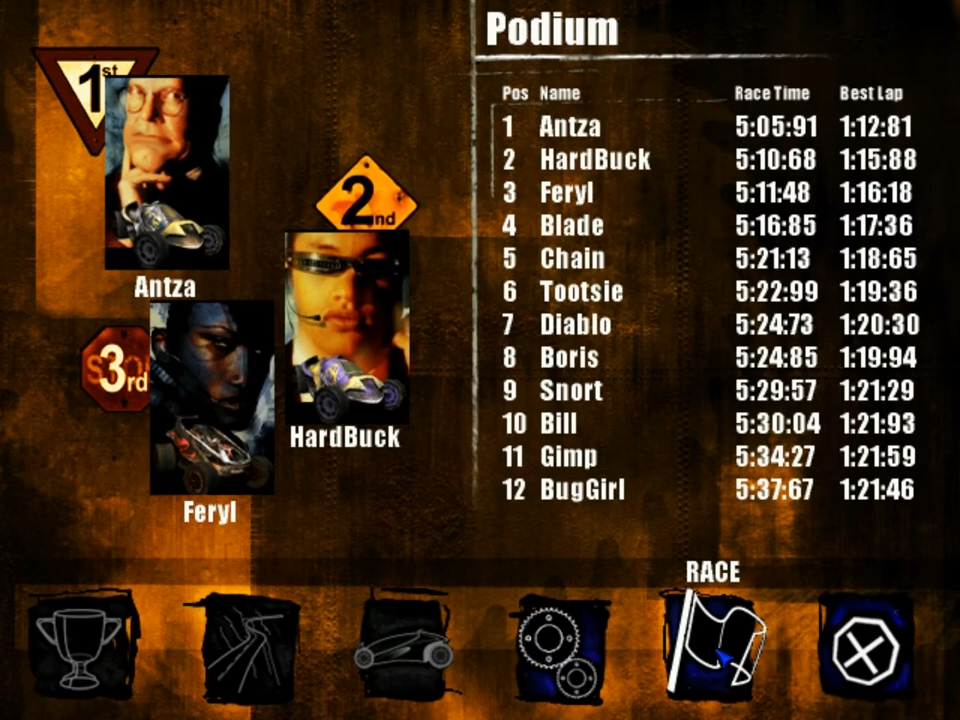 Podium
1st
Antza
2nd
HardBuck
STOP
3rd
Feryl
Pos Name Race Time Best Lap
1 Antza 5:05:91 1:12:81
2 HardBuck 5:10:68 1:15:88
3 Feryl 5:11:48 1:16:18
4 Blade 5:16:85 1:17:36
5 Chain 5:21:13 1:18:65
6 Tootsie 5:22:99 1:19:36
7 Diablo 5:24:73 1:20:30
8 Boris 5:24:85 1:19:94
9 Snort 5:29:57 1:21:29
10 Bill 5:30:04 1:21:93
11 Gimp 5:34:27 1:21:59
12 BugGirl 5:37:67 1:21:46
RACE